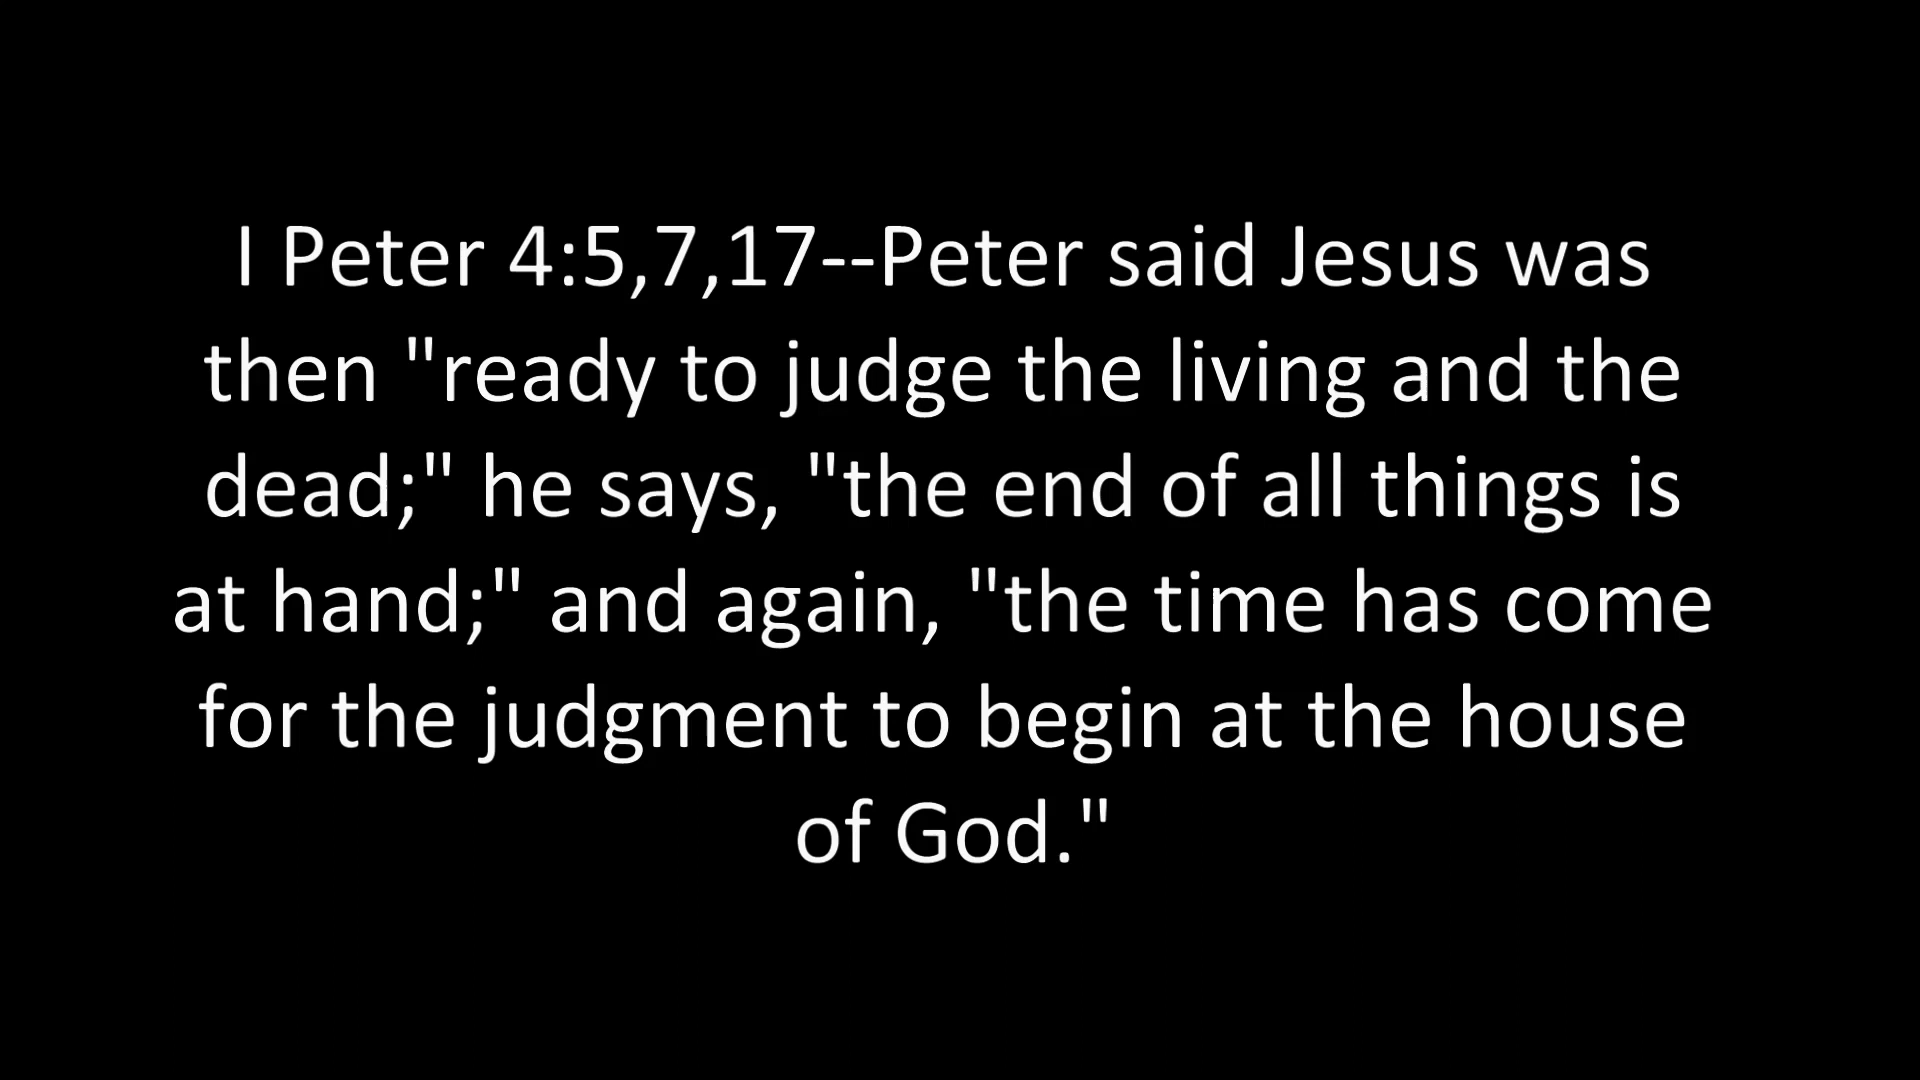 I Peter 4:5,7,17--Peter said Jesus was
then "ready to judge the living and the
dead;" he says, "the end of all things is
at hand;" and again, "the time has come
for the judgment to begin at the house
of God."